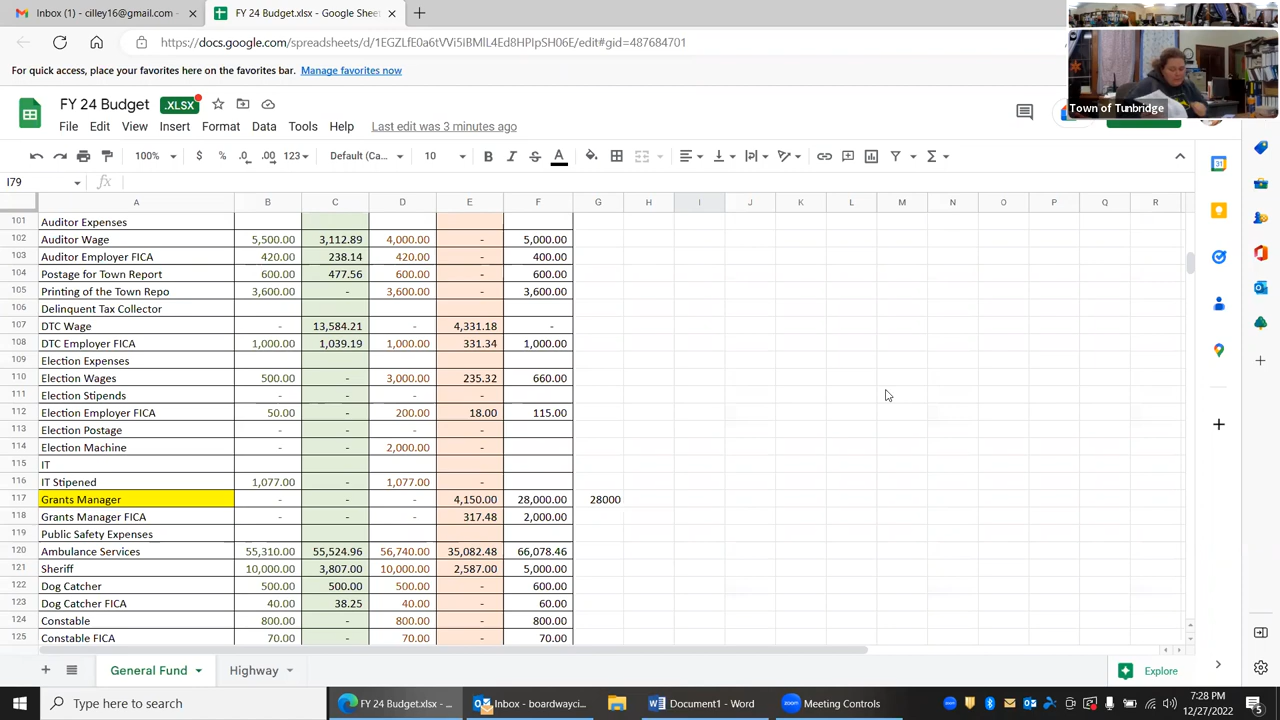 Inbox (1) - cilley16@gmail.com -
FY 24 Budget.xlsx - Google Sheet
For quick access, place your favorites here on the favorites bar. Manage favorites now
FY 24 Budget .XLSX
File Edit View Insert Format Data Tools Help Last edit was 3 minutes ago
100% $ % .0 .00 123 Default (Ca... 10 B I S A
I79 fx
Town of Tunbridge
A B C D E F G H I J K L M N O P Q R
101 Auditor Expenses
102 Auditor Wage 5,500.00 3,112.89 4,000.00 - 5,000.00
103 Auditor Employer FICA 420.00 238.14 420.00 - 400.00
104 Postage for Town Report 600.00 477.56 600.00 - 600.00
105 Printing of the Town Repo 3,600.00 - 3,600.00 - 3,600.00
106 Delinquent Tax Collector
107 DTC Wage - 13,584.21 - 4,331.18 -
108 DTC Employer FICA 1,000.00 1,039.19 1,000.00 331.34 1,000.00
109 Election Expenses
110 Election Wages 500.00 - 3,000.00 235.32 660.00
111 Election Stipends - - - -
112 Election Employer FICA 50.00 - 200.00 18.00 115.00
113 Election Postage - - - -
114 Election Machine - - 2,000.00 -
115 IT -
116 IT Stipened 1,077.00 - 1,077.00 -
117 Grants Manager - - - 4,150.00 28,000.00 28000
118 Grants Manager FICA - - - 317.48 2,000.00
119 Public Safety Expenses
120 Ambulance Services 55,310.00 55,524.96 56,740.00 35,082.48 66,078.46
121 Sheriff 10,000.00 3,807.00 10,000.00 2,587.00 5,000.00
122 Dog Catcher 500.00 500.00 500.00 - 600.00
123 Dog Catcher FICA 40.00 38.25 40.00 - 60.00
124 Constable 800.00 - 800.00 - 800.00
125 Constable FICA 70.00 - 70.00 - 70.00
General Fund Highway Explore
Type here to search
FY 24 Budget.xlsx - ...
Inbox - boardwayci...
Document1 - Word
Meeting Controls
7:28 PM
12/27/2022
5